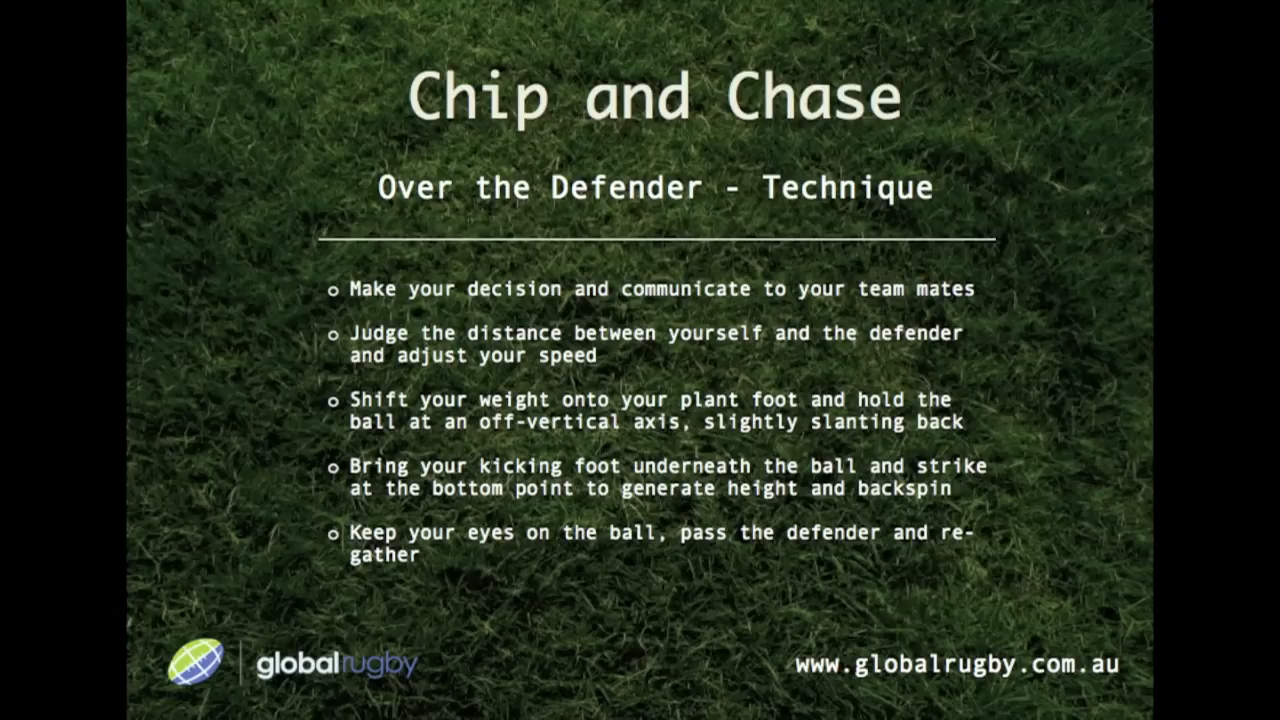 Chip and Chase
Over the Defender - Technique
o Make your decision and communicate to your team mates
o Judge the distance between yourself and the defender
and adjust your speed
o Shift your weight onto your plant foot and hold the
ball at an off-vertical axis, slightly slanting back
o Bring your kicking foot underneath the ball and strike
at the bottom point to generate height and backspin
o Keep your eyes on the ball, pass the defender and re-
gather
globalrugby
www.globalrugby.com.au